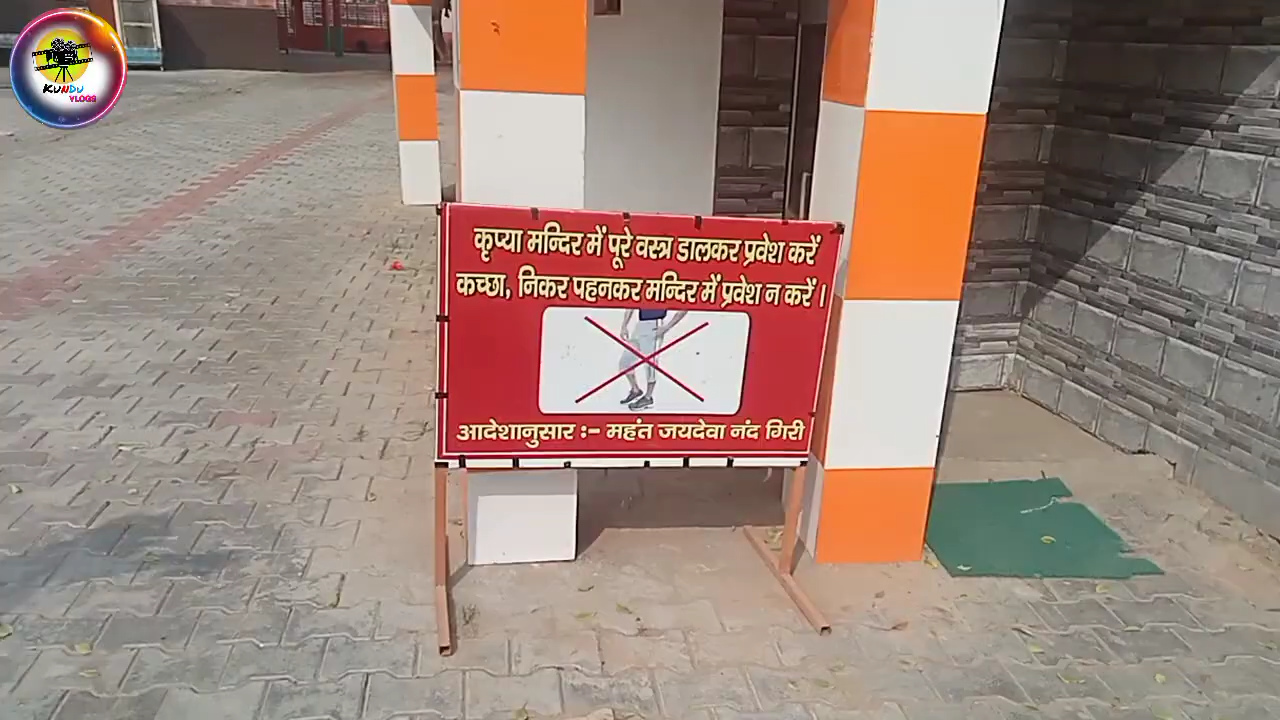 KUNDU
VLOGS
कृप्या मन्दिर में पूरे वस्त्र डालकर प्रवेश करें
कच्छा, निकर पहनकर मन्दिर में प्रवेश न करें।
आदेशानुसार :- महंत जयदेवा नंद गिरी